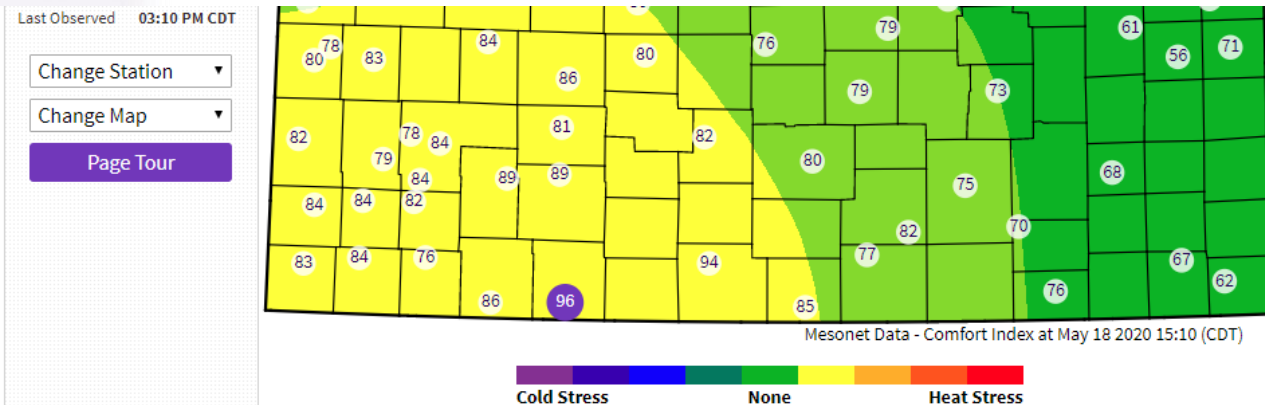 Last Observed 03:10 PM CDT
Change Station
Change Map
Page Tour
79 61
84 76 56 71
78 80
80 83
86
79 73
81
82 78 84 82
79 80 68
84 89 89 75
84 84 82
82 70
83 84 76 94 77 67
62
86 96 85 76
Mesonet Data - Comfort Index at May 18 2020 15:10 (CDT)
Cold Stress None Heat Stress